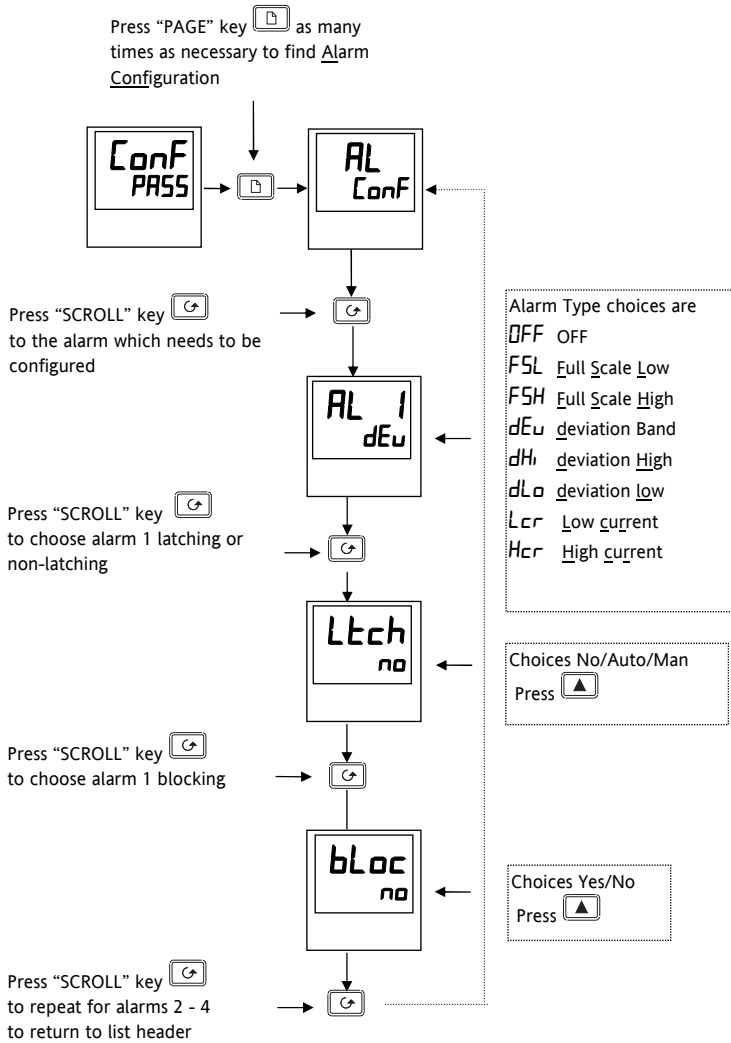 Press “PAGE” key as many
times as necessary to find Alarm
Configuration
ConF
PASS
AL
ConF
Press “SCROLL” key
to the alarm which needs to be
configured
AL 1
dEv
Alarm Type choices are
OFF OFF
FSL Full Scale Low
FSH Full Scale High
dEv deviation Band
dHi deviation High
dLo deviation low
Lcr Low current
Hcr High current
Press “SCROLL” key
to choose alarm 1 latching or
non-latching
Ltch
no
Choices No/Auto/Man
Press
Press “SCROLL” key
to choose alarm 1 blocking
bLoc
no
Choices Yes/No
Press
Press “SCROLL” key
to repeat for alarms 2 - 4
to return to list header